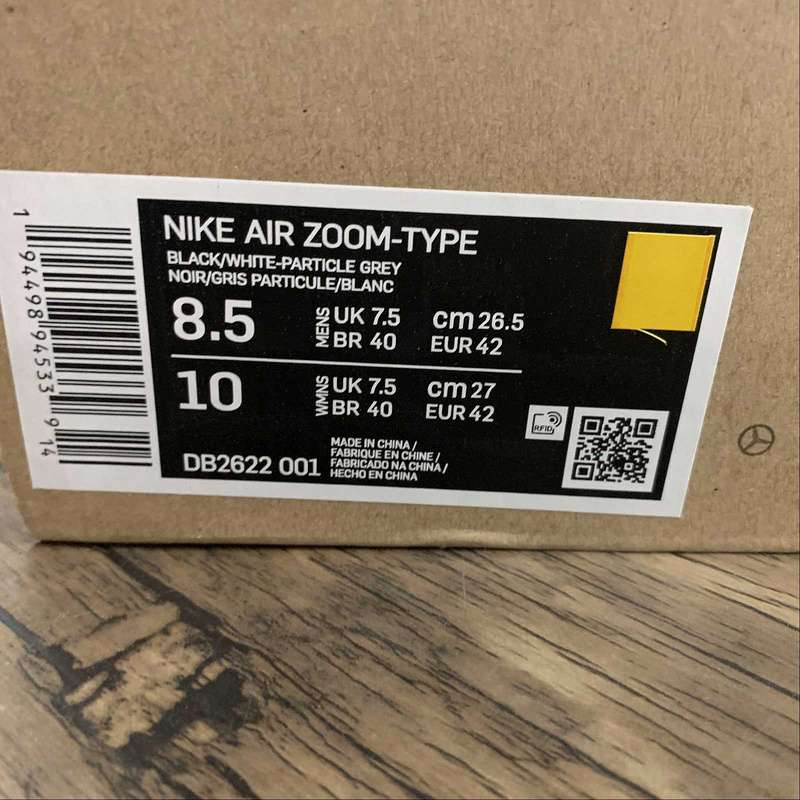 NIKE AIR ZOOM-TYPE
BLACK/WHITE-PARTICLE GREY
NOIR/GRIS PARTICULE/BLANC
8.5 MENS UK 7.5 cm 26.5
BR 40 EUR 42
10 WMNS UK 7.5 cm 27
BR 40 EUR 42
RFID
DB2622 001
MADE IN CHINA /
FABRIQUE EN CHINE /
FABRICADO NA CHINA /
HECHO EN CHINA
1 94498 94533 914